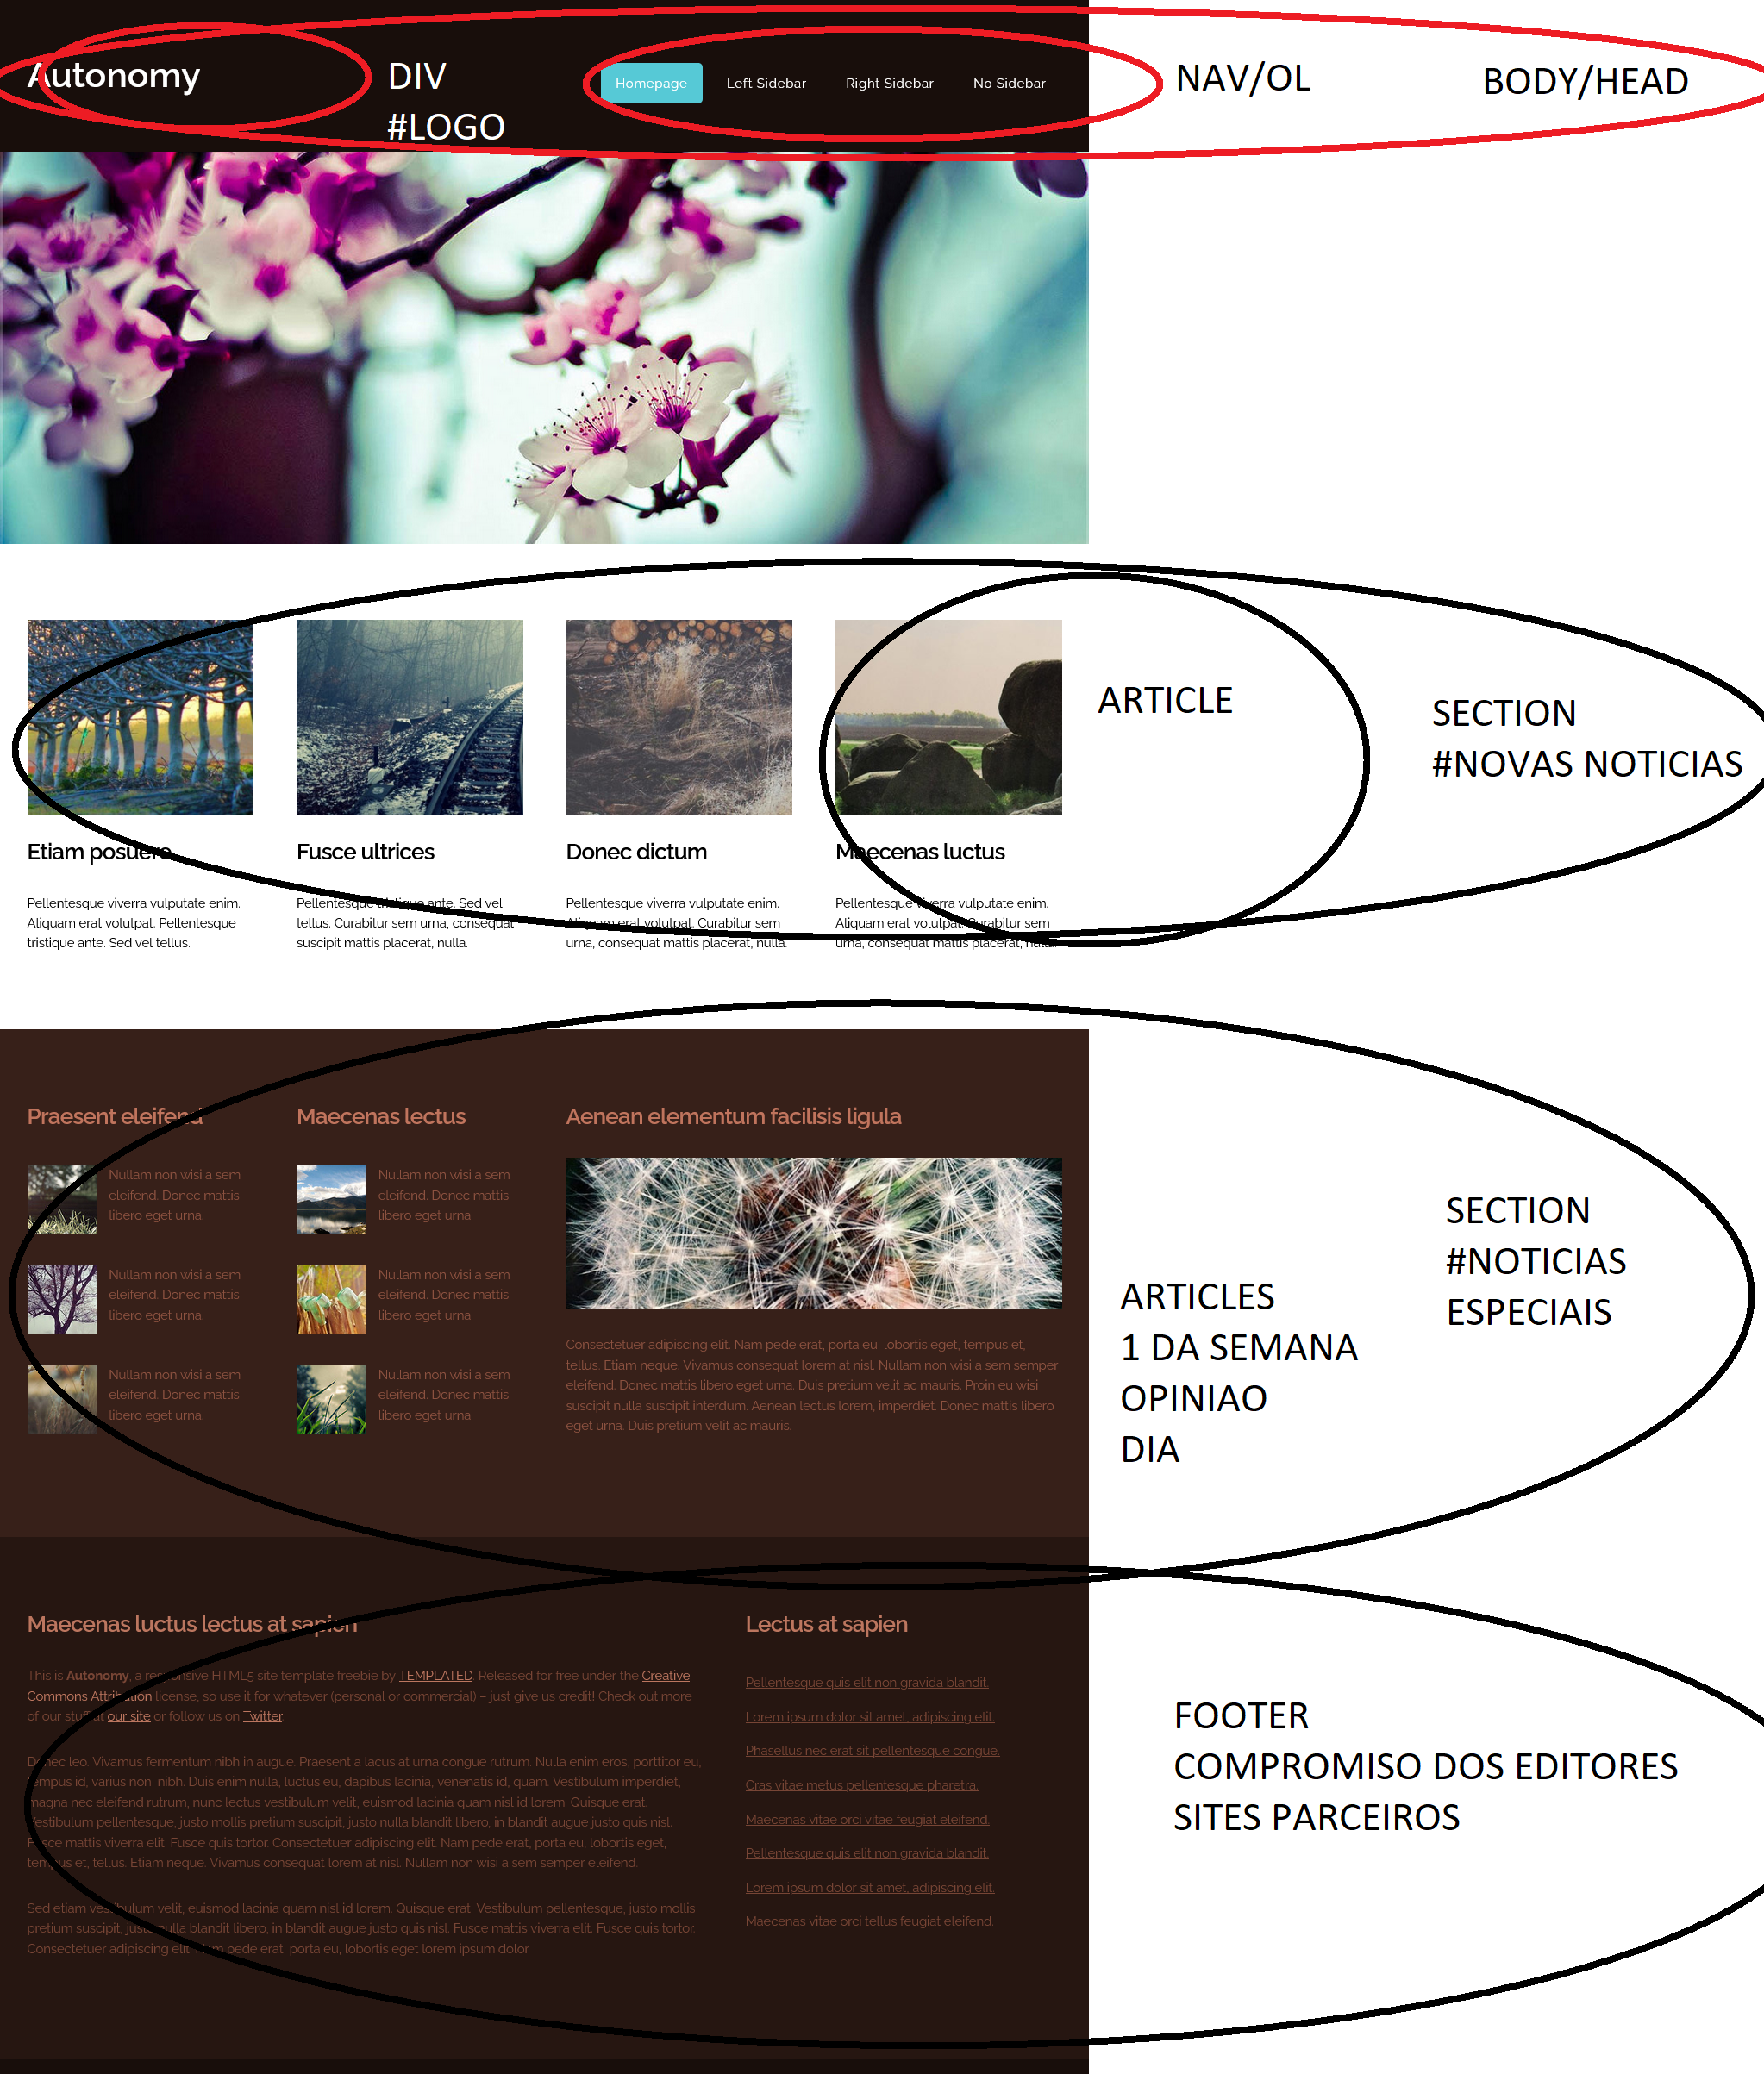 Autonomy
DIV
#LOGO
Homepage
Left Sidebar
Right Sidebar
No Sidebar
NAV/OL
BODY/HEAD
ARTICLE
SECTION
#NOVAS NOTICIAS
Etiam posuere
Pellentesque viverra vulputate enim.
Aliquam erat volutpat. Pellentesque
tristique ante. Sed vel tellus.
Fusce ultrices
Pellentesque tristique ante. Sed vel
tellus. Curabitur sem urna, consequat
suscipit mattis placerat, nulla.
Donec dictum
Pellentesque viverra vulputate enim.
Aliquam erat volutpat. Curabitur sem
urna, consequat mattis placerat, nulla.
Maecenas luctus
Pellentesque viverra vulputate enim.
Aliquam erat volutpat. Curabitur sem
urna, consequat mattis placerat, nulla.
Praesent eleifend
Nullam non wisi a sem
eleifend. Donec mattis
libero eget urna.
Nullam non wisi a sem
eleifend. Donec mattis
libero eget urna.
Nullam non wisi a sem
eleifend. Donec mattis
libero eget urna.
Maecenas lectus
Nullam non wisi a sem
eleifend. Donec mattis
libero eget urna.
Nullam non wisi a sem
eleifend. Donec mattis
libero eget urna.
Nullam non wisi a sem
eleifend. Donec mattis
libero eget urna.
Aenean elementum facilisis ligula
Consectetuer adipiscing elit. Nam pede erat, porta eu, lobortis eget, tempus et,
tellus. Etiam neque. Vivamus consequat lorem at nisl. Nullam non wisi a sem semper
eleifend. Donec mattis libero eget urna. Duis pretium velit ac mauris. Proin eu wisi
suscipit nulla suscipit interdum. Aenean lectus lorem, imperdiet. Donec mattis libero
eget urna. Duis pretium velit ac mauris.
ARTICLES
1 DA SEMANA
OPINIAO
DIA
SECTION
#NOTICIAS
ESPECIAIS
Maecenas luctus lectus at sapien
This is Autonomy, a responsive HTML5 site template freebie by TEMPLATED. Released for free under the Creative
Commons Attribution license, so use it for whatever (personal or commercial) – just give us credit! Check out more
of our stuff at our site or follow us on Twitter.
Donec leo. Vivamus fermentum nibh in augue. Praesent a lacus at urna congue rutrum. Nulla enim eros, porttitor eu,
tempus id, varius non, nibh. Duis enim nulla, luctus eu, dapibus lacinia, venenatis id, quam. Vestibulum imperdiet,
magna nec eleifend rutrum, nunc lectus vestibulum velit, euismod lacinia quam nisl id lorem. Quisque erat.
Vestibulum pellentesque, justo mollis pretium suscipit, justo nulla blandit libero, in blandit augue justo quis nisl.
Fusce mattis viverra elit. Fusce quis tortor. Consectetuer adipiscing elit. Nam pede erat, porta eu, lobortis eget,
tempus et, tellus. Etiam neque. Vivamus consequat lorem at nisl. Nullam non wisi a sem semper eleifend.
Sed etiam vestibulum velit, euismod lacinia quam nisl id lorem. Quisque erat. Vestibulum pellentesque, justo mollis
pretium suscipit, justo nulla blandit libero, in blandit augue justo quis nisl. Fusce mattis viverra elit. Fusce quis tortor.
Consectetuer adipiscing elit. Nam pede erat, porta eu, lobortis eget lorem ipsum dolor.
Lectus at sapien
Pellentesque quis elit non gravida blandit.
Lorem ipsum dolor sit amet, adipiscing elit.
Phasellus nec erat sit pellentesque congue.
Cras vitae metus pellentesque pharetra.
Maecenas vitae orci vitae feugiat eleifend.
Pellentesque quis elit non gravida blandit.
Lorem ipsum dolor sit amet, adipiscing elit.
Maecenas vitae orci tellus feugiat eleifend.
FOOTER
COMPROMISO DOS EDITORES
SITES PARCEIROS